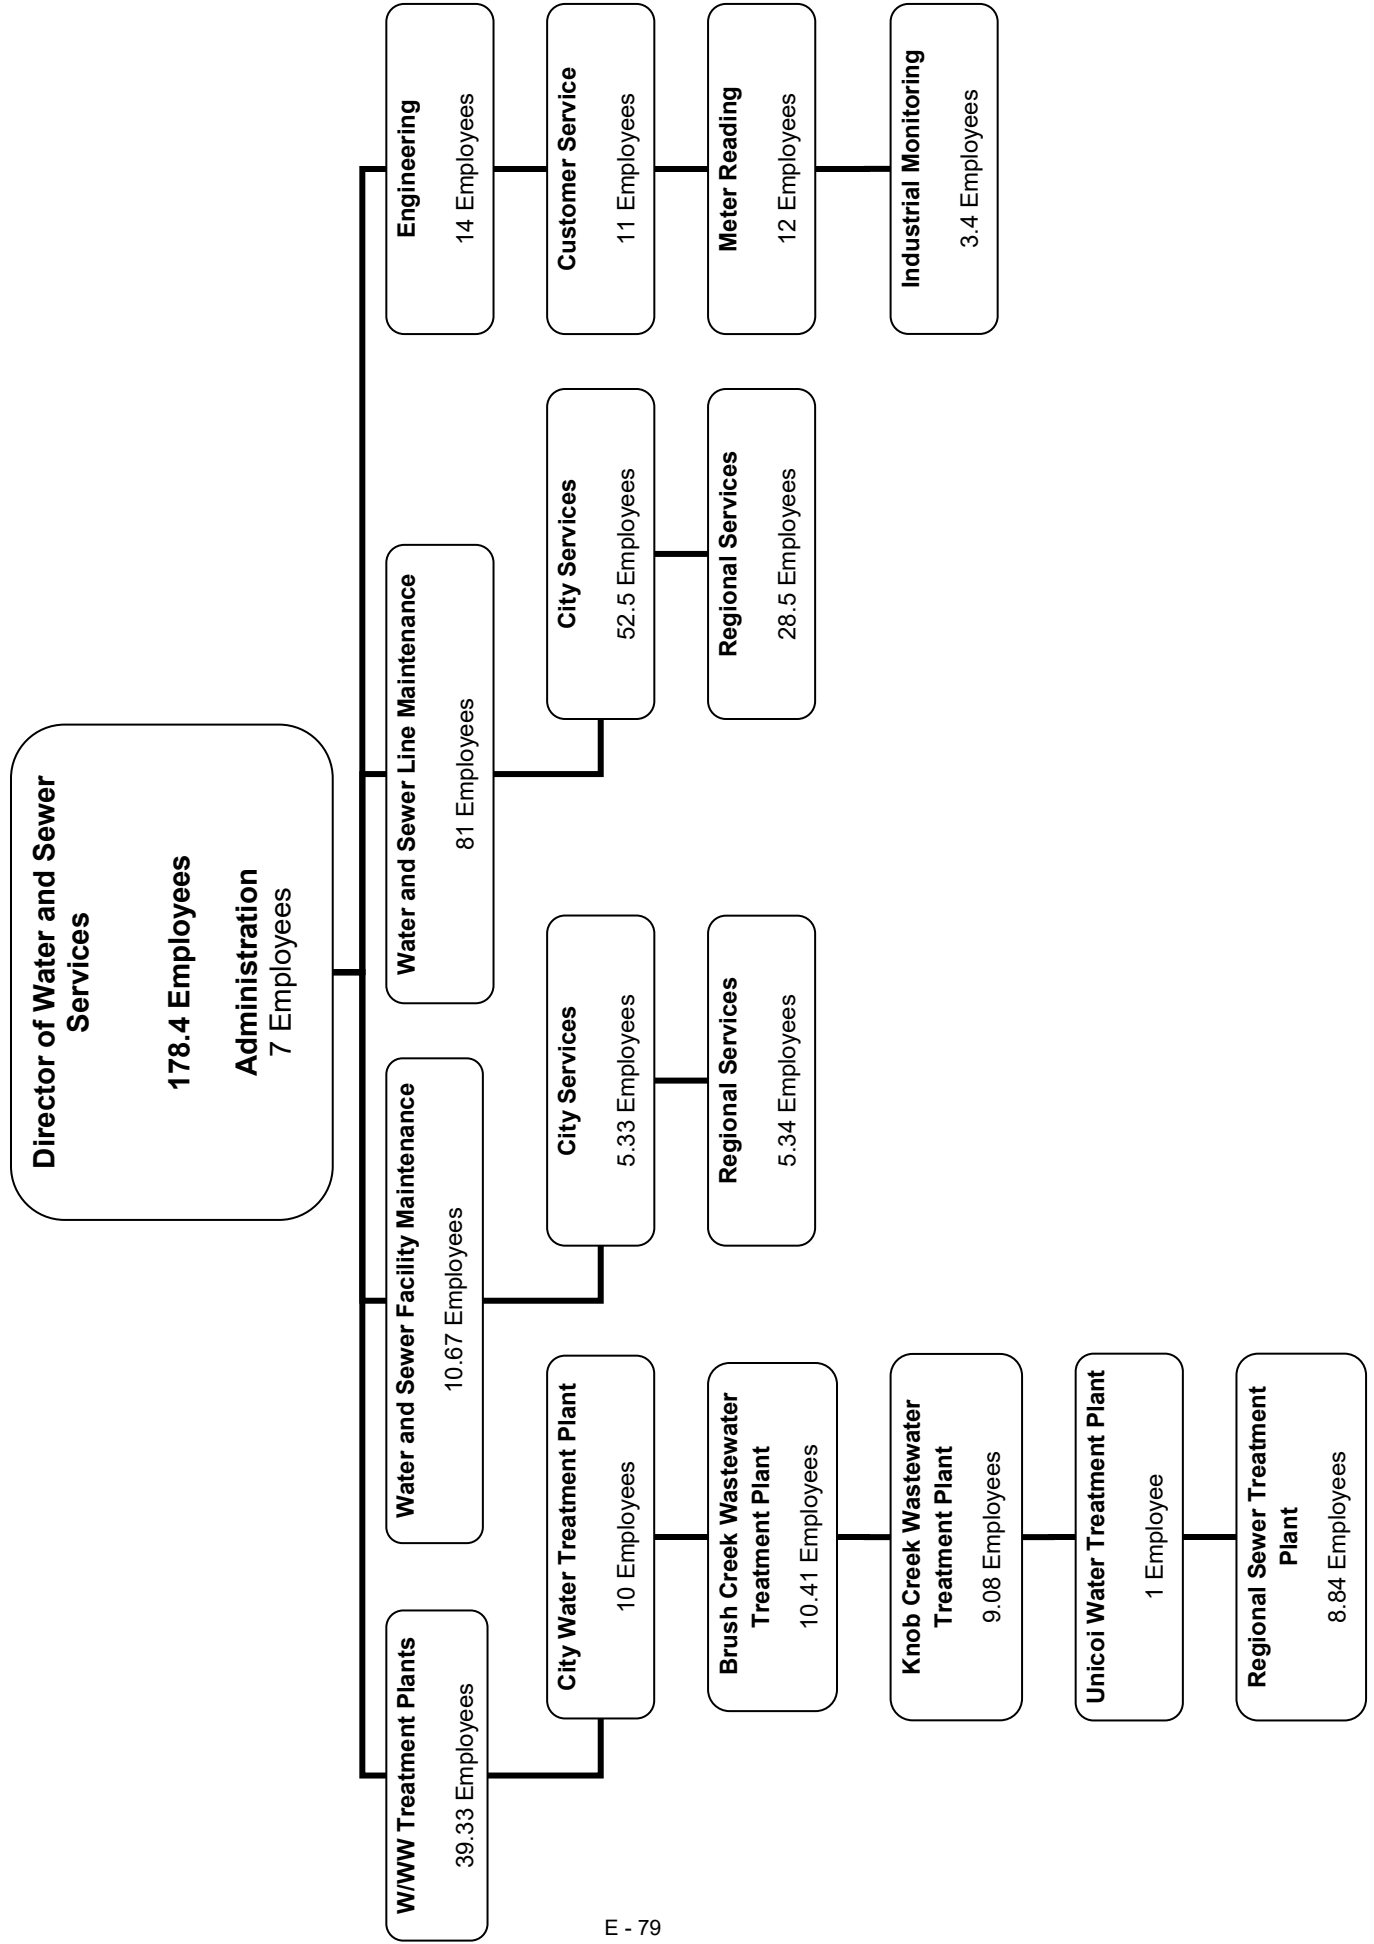 Director of Water and Sewer
Services
178.4 Employees
Administration
7 Employees
W/WW Treatment Plants
39.33 Employees
City Water Treatment Plant
10 Employees
Brush Creek Wastewater
Treatment Plant
10.41 Employees
Knob Creek Wastewater
Treatment Plant
9.08 Employees
Unicoi Water Treatment Plant
1 Employee
Regional Sewer Treatment
Plant
8.84 Employees
Water and Sewer Facility Maintenance
10.67 Employees
City Services
5.33 Employees
Regional Services
5.34 Employees
Water and Sewer Line Maintenance
81 Employees
City Services
52.5 Employees
Regional Services
28.5 Employees
Engineering
14 Employees
Customer Service
11 Employees
Meter Reading
12 Employees
Industrial Monitoring
3.4 Employees
E - 79